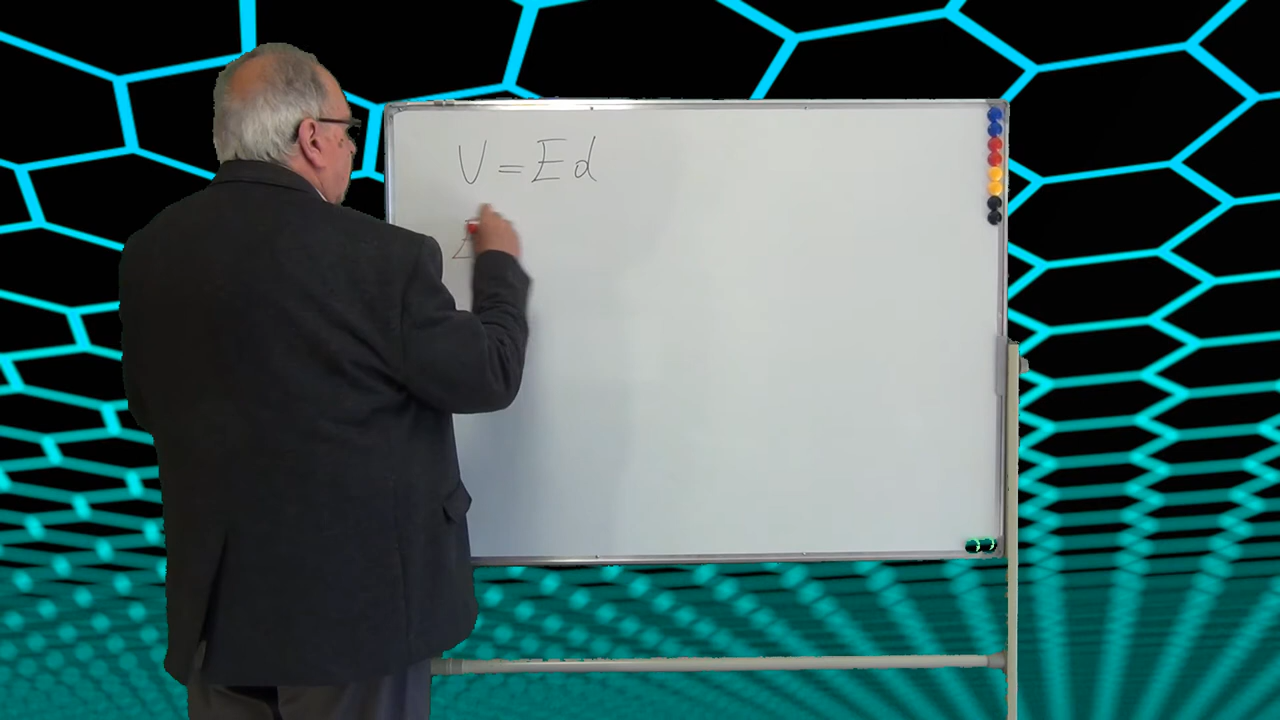 V = Ed